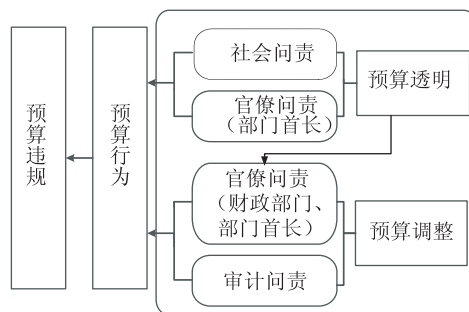 预算违规
预算行为
社会问责
官僚问责
(部门首长)
预算透明
官僚问责
(财政部门、
部门首长)
预算调整
审计问责